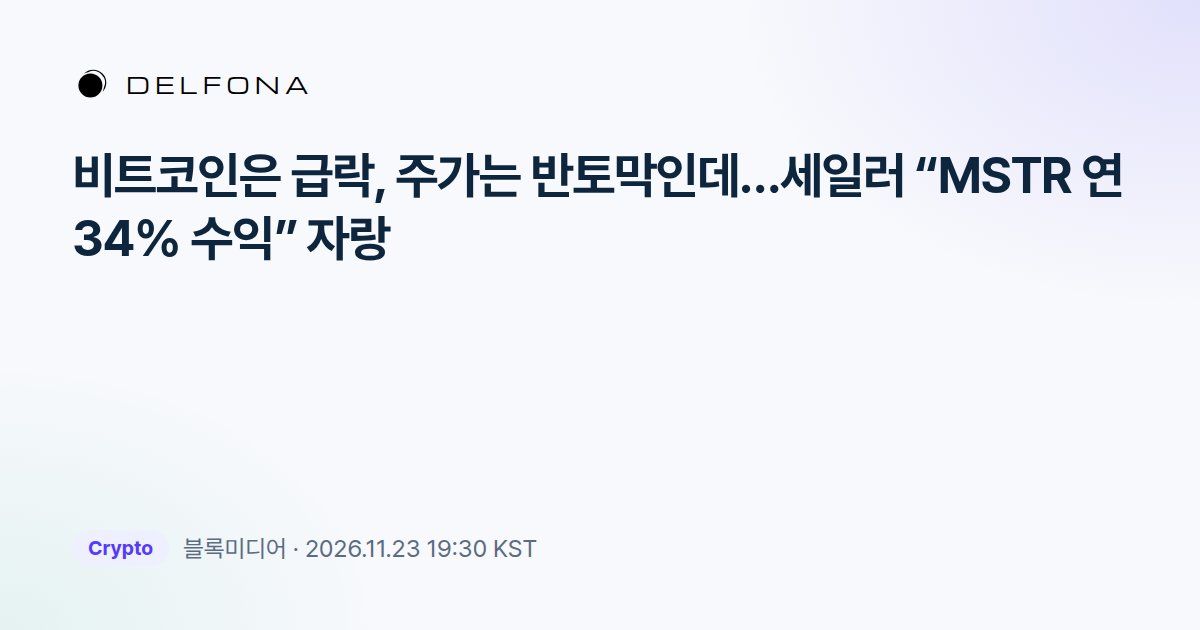 DELFONA
비트코인은 급락, 주가는 반토막인데...세일러 “MSTR 연
34% 수익” 자랑
Crypto 블록미디어 · 2026.11.23 19:30 KST